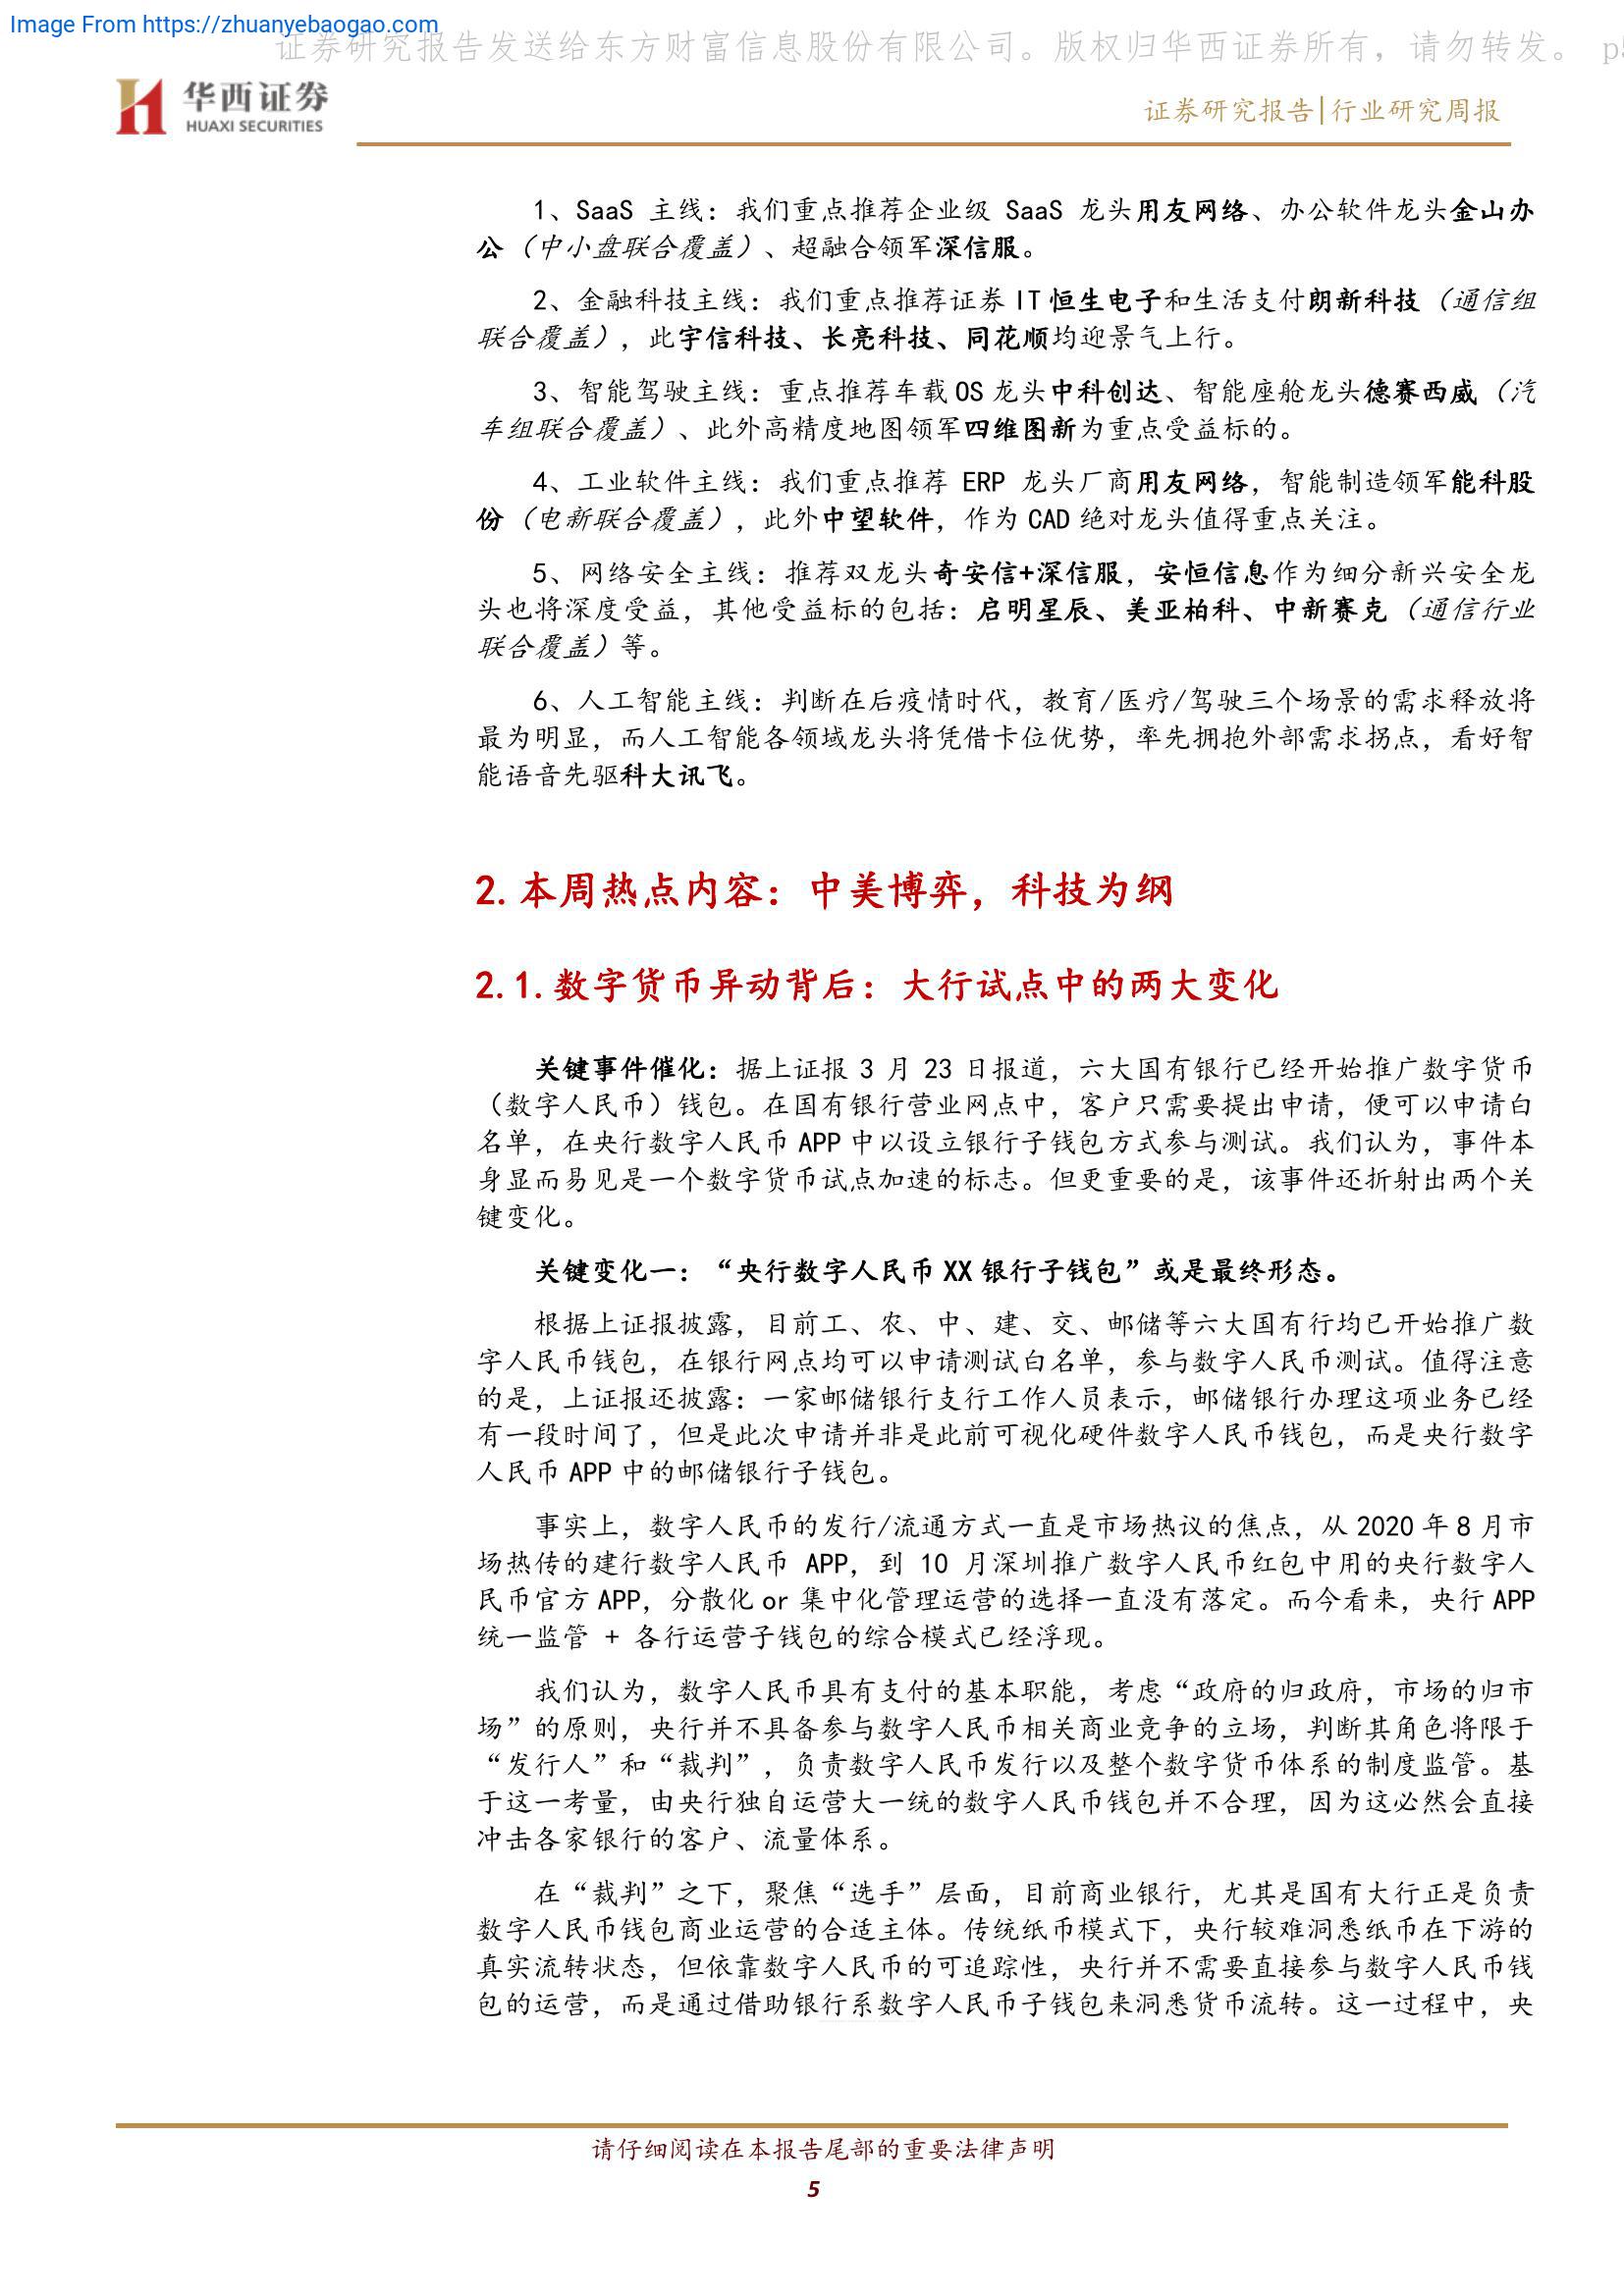 Image From https://zhuanyebaogao.com
证券研究报告发送给东方财富信息股份有限公司。版权归华西证券所有，请勿转发。 p5
华西证券
HUAXI SECURITIES
证券研究报告|行业研究周报
1、SaaS 主线：我们重点推荐企业级 SaaS 龙头用友网络、办公软件龙头金山办
公（中小盘联合覆盖）、超融合领军深信服。
2、金融科技主线：我们重点推荐证券 IT 恒生电子和生活支付朗新科技（通信组
联合覆盖），此宇信科技、长亮科技、同花顺均迎景气上行。
3、智能驾驶主线：重点推荐车载 OS 龙头中科创达、智能座舱龙头德赛西威（汽
车组联合覆盖）、此外高精度地图领军四维图新为重点受益标的。
4、工业软件主线：我们重点推荐 ERP 龙头厂商用友网络，智能制造领军能科股
份（电新联合覆盖），此外中望软件，作为 CAD 绝对龙头值得重点关注。
5、网络安全主线：推荐双龙头奇安信+深信服，安恒信息作为细分新兴安全龙
头也将深度受益，其他受益标的包括：启明星辰、美亚柏科、中新赛克（通信行业
联合覆盖）等。
6、人工智能主线：判断在后疫情时代，教育/医疗/驾驶三个场景的需求释放将
最为明显，而人工智能各领域龙头将凭借卡位优势，率先拥抱外部需求拐点，看好智
能语音先驱科大讯飞。
2.本周热点内容：中美博弈，科技为纲
2.1.数字货币异动背后：大行试点中的两大变化
关键事件催化：据上证报 3 月 23 日报道，六大国有银行已经开始推广数字货币
（数字人民币）钱包。在国有银行营业网点中，客户只需要提出申请，便可以申请白
名单，在央行数字人民币 APP 中以设立银行子钱包方式参与测试。我们认为，事件本
身显而易见是一个数字货币试点加速的标志。但更重要的是，该事件还折射出两个关
键变化。
关键变化一：“央行数字人民币 XX 银行子钱包”或是最终形态。
根据上证报披露，目前工、农、中、建、交、邮储等六大国有行均已开始推广数
字人民币钱包，在银行网点均可以申请测试白名单，参与数字人民币测试。值得注意
的是，上证报还披露：一家邮储银行支行工作人员表示，邮储银行办理这项业务已经
有一段时间了，但是此次申请并非是此前可视化硬件数字人民币钱包，而是央行数字
人民币 APP 中的邮储银行子钱包。
事实上，数字人民币的发行/流通方式一直是市场热议的焦点，从 2020 年 8 月市
场热传的建行数字人民币 APP，到 10 月深圳推广数字人民币红包中用的央行数字人
民币官方 APP，分散化 or 集中化管理运营的选择一直没有落定。而今看来，央行 APP
统一监管 + 各行运营子钱包的综合模式已经浮现。
我们认为，数字人民币具有支付的基本职能，考虑“政府的归政府，市场的归市
场”的原则，央行并不具备参与数字人民币相关商业竞争的立场，判断其角色将限于
“发行人”和“裁判”，负责数字人民币发行以及整个数字货币体系的制度监管。基
于这一考量，由央行独自运营大一统的数字人民币钱包并不合理，因为这必然会直接
冲击各家银行的客户、流量体系。
在“裁判”之下，聚焦“选手”层面，目前商业银行，尤其是国有大行正是负责
数字人民币钱包商业运营的合适主体。传统纸币模式下，央行较难洞悉纸币在下游的
真实流转状态，但依靠数字人民币的可追踪性，央行并不需要直接参与数字人民币钱
包的运营，而是通过借助银行系数字人民币子钱包来洞悉货币流转。这一过程中，央
请仔细阅读在本报告尾部的重要法律声明
5